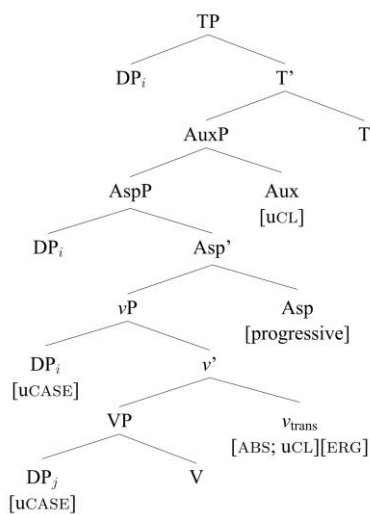 TP
DPᵢ T’
AuxP T
AspP Aux
[uCL]
DPᵢ Asp’
vP Asp
[progressive]
DPᵢ v’
[uCASE]
VP vtrans
[ABS; uCL][ERG]
DPⱼ V
[uCASE]